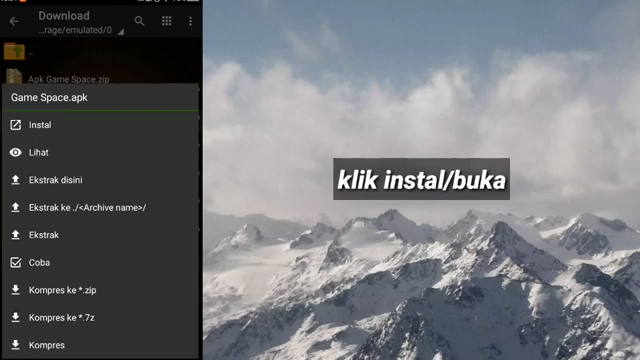 Download
...rage/emulated/0
..
Apk Game Space.zip
Game Space.apk
Instal
Lihat
Ekstrak disini
Ekstrak ke ./<Archive name>/
Ekstrak
Coba
Kompres ke *.zip
Kompres ke *.7z
Kompres
klik instal/buka